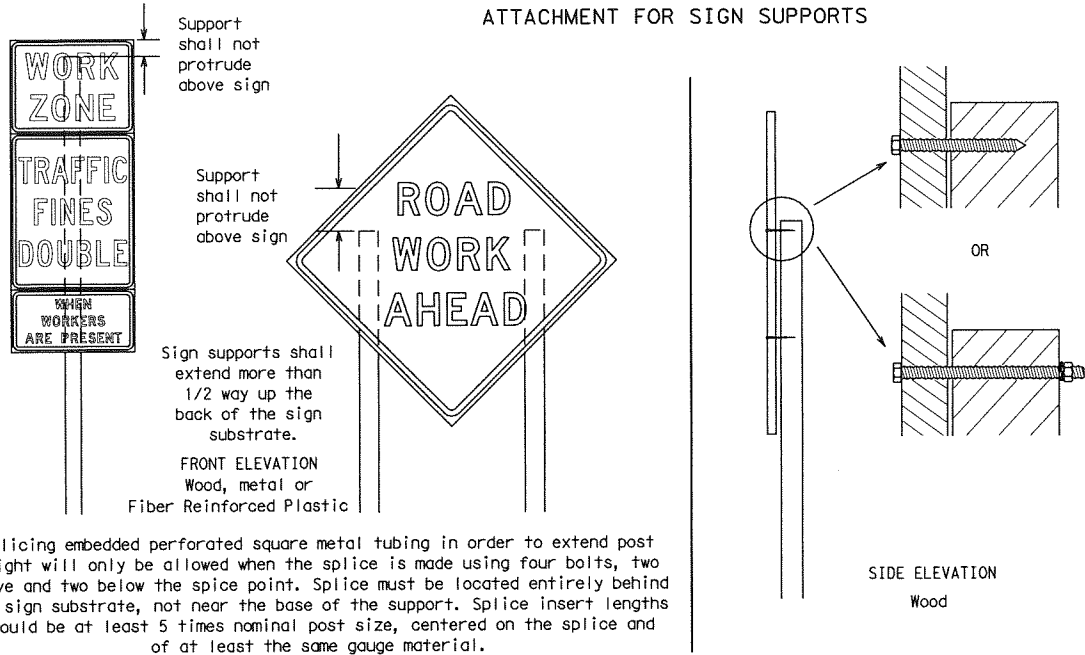 ATTACHMENT FOR SIGN SUPPORTS
Support
shall not
protrude
above sign
WORK
ZONE
TRAFFIC
FINES
DOUBLE
WHEN
WORKERS
ARE PRESENT
Support
shall not
protrude
above sign
ROAD
WORK
AHEAD
Sign supports shall
extend more than
1/2 way up the
back of the sign
substrate.
FRONT ELEVATION
Wood, metal or
Fiber Reinforced Plastic
OR
SIDE ELEVATION
Wood
licing embedded perforated square metal tubing in order to extend post
ight will only be allowed when the splice is made using four bolts, two
ve and two below the spice point. Splice must be located entirely behind
sign substrate, not near the base of the support. Splice insert lengths
ould be at least 5 times nominal post size, centered on the splice and
of at least the same gauge material.